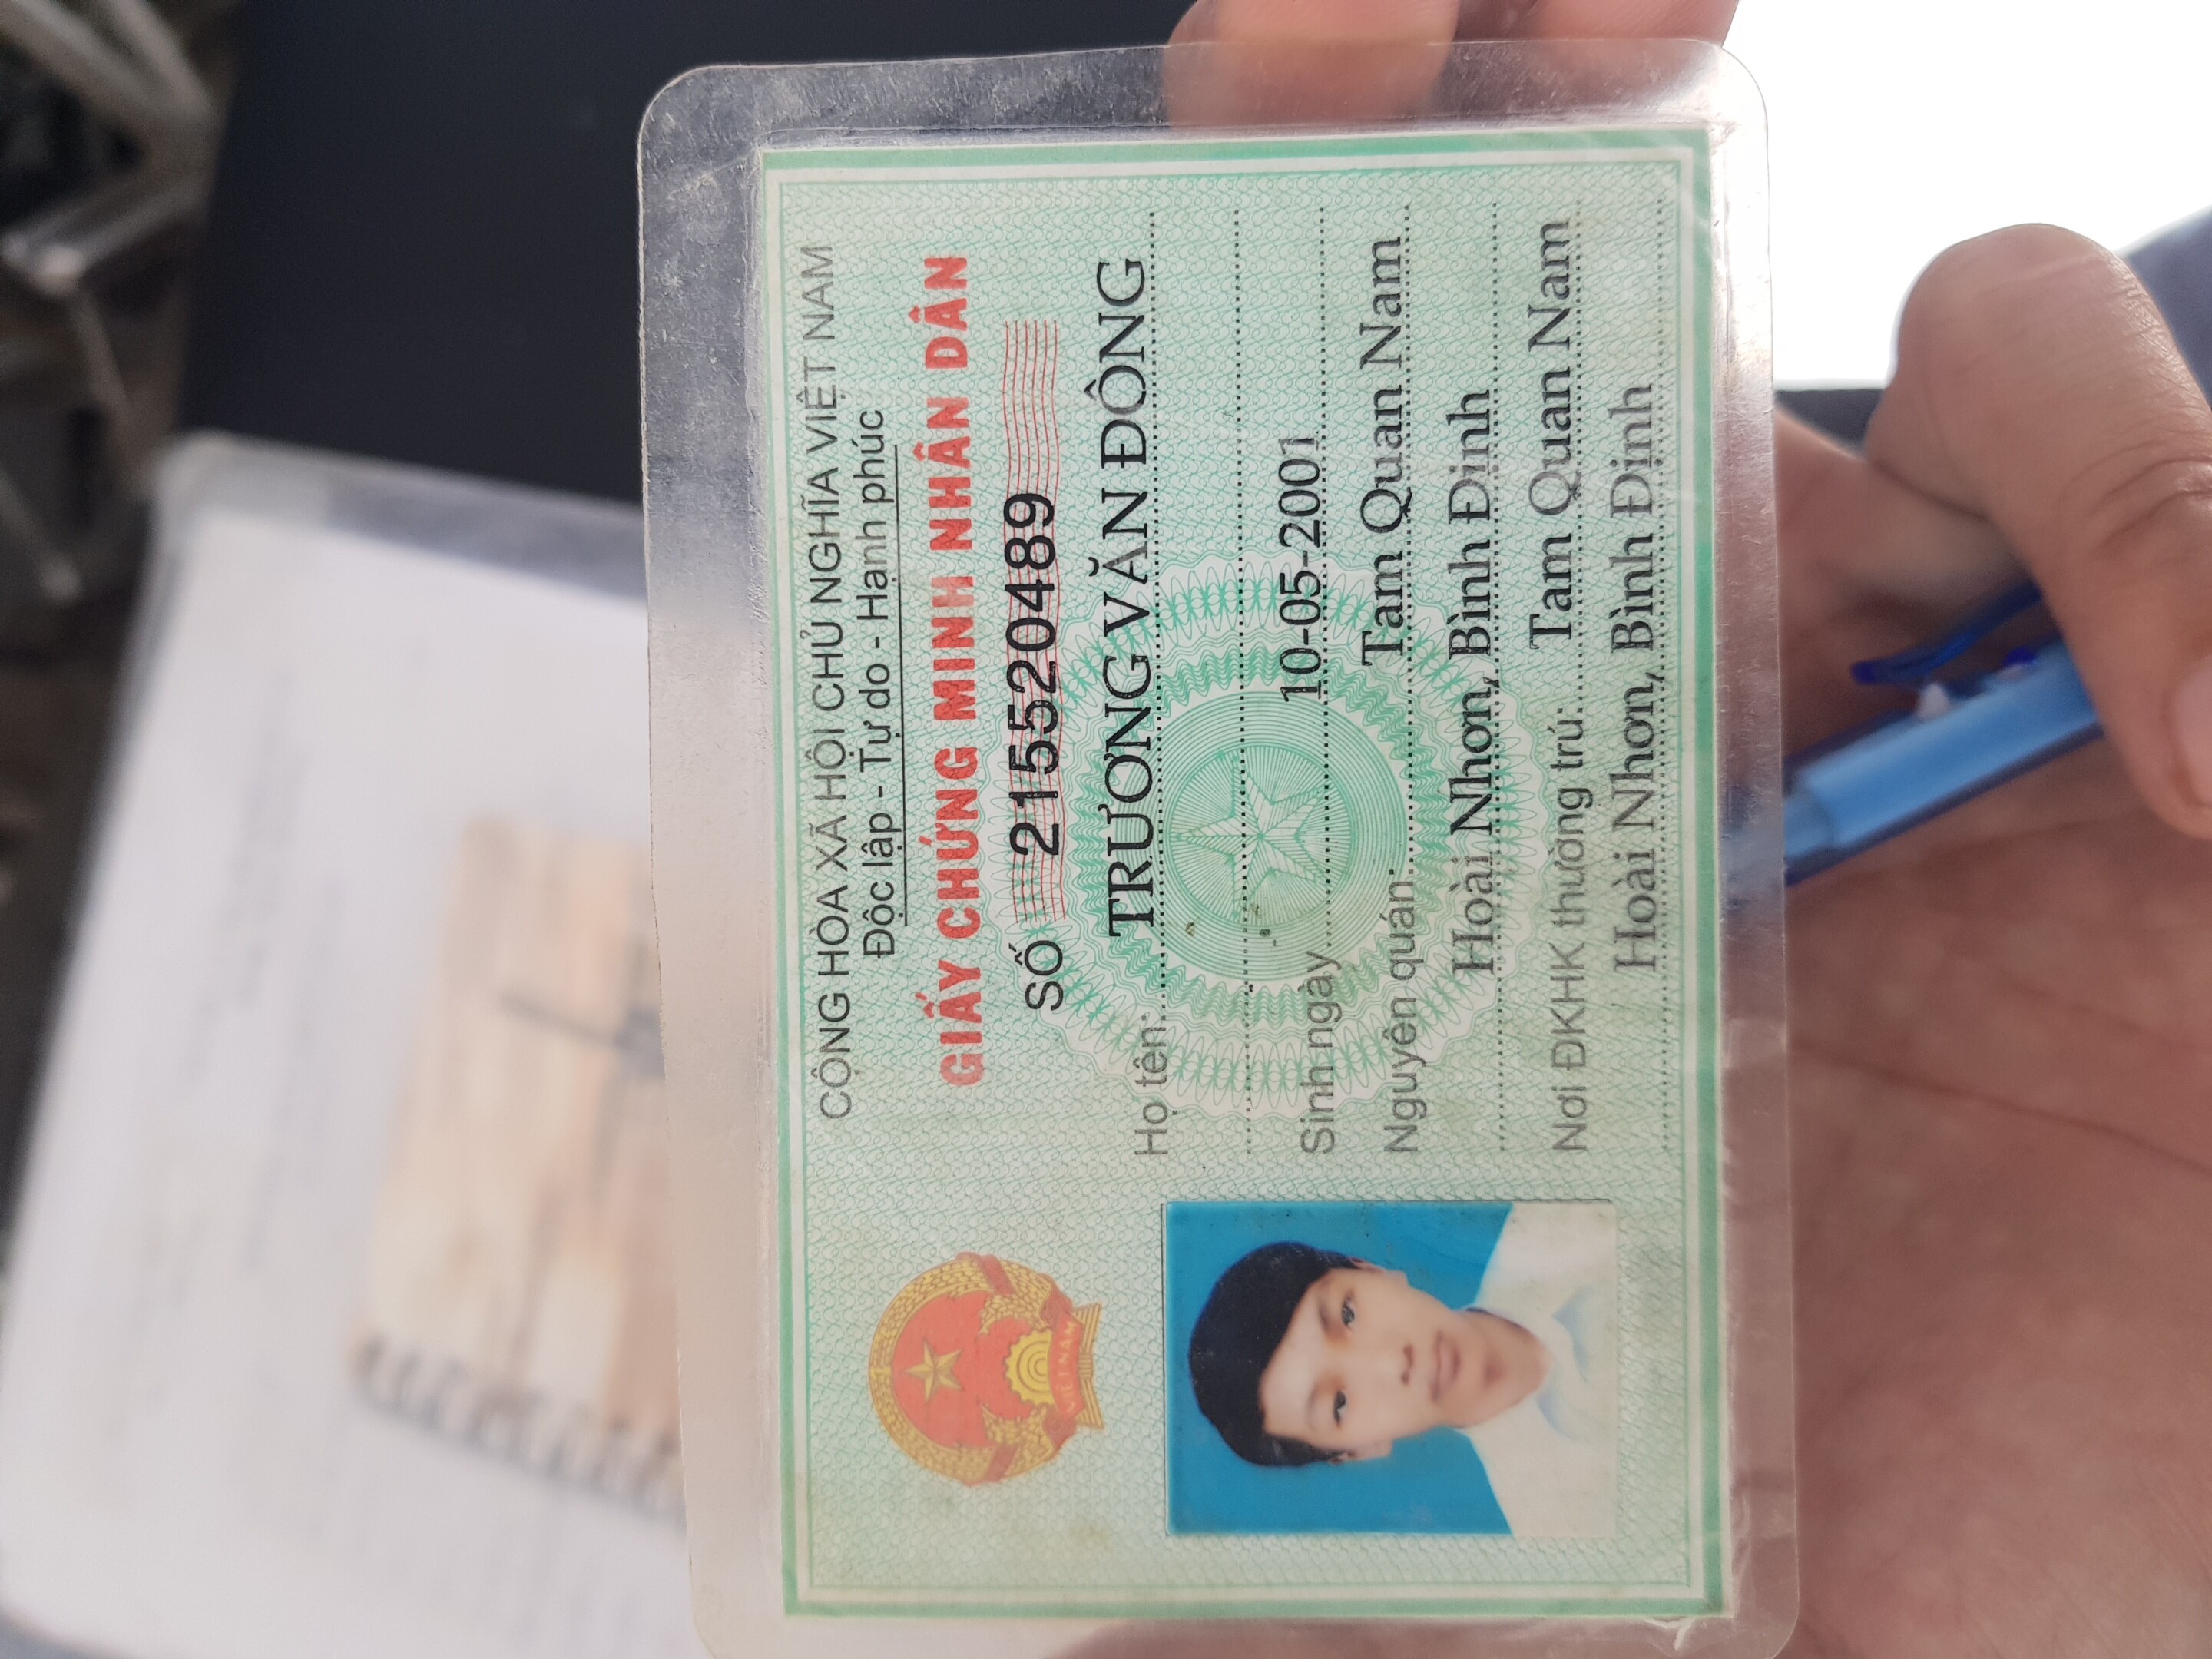 CỘNG HÒA XÃ HỘI CHỦ NGHĨA VIỆT NAM
Độc lập - Tự do - Hạnh phúc
GIẤY CHỨNG MINH NHÂN DÂN
SỐ 215520489
Họ tên: TRƯƠNG VĂN ĐÔNG
Sinh ngày 10-05-2001
Nguyên quán: Tam Quan Nam
Hoài Nhơn, Bình Định
Nơi ĐKHK thường trú: Tam Quan Nam
Hoài Nhơn, Bình Định
VIỆT NAM